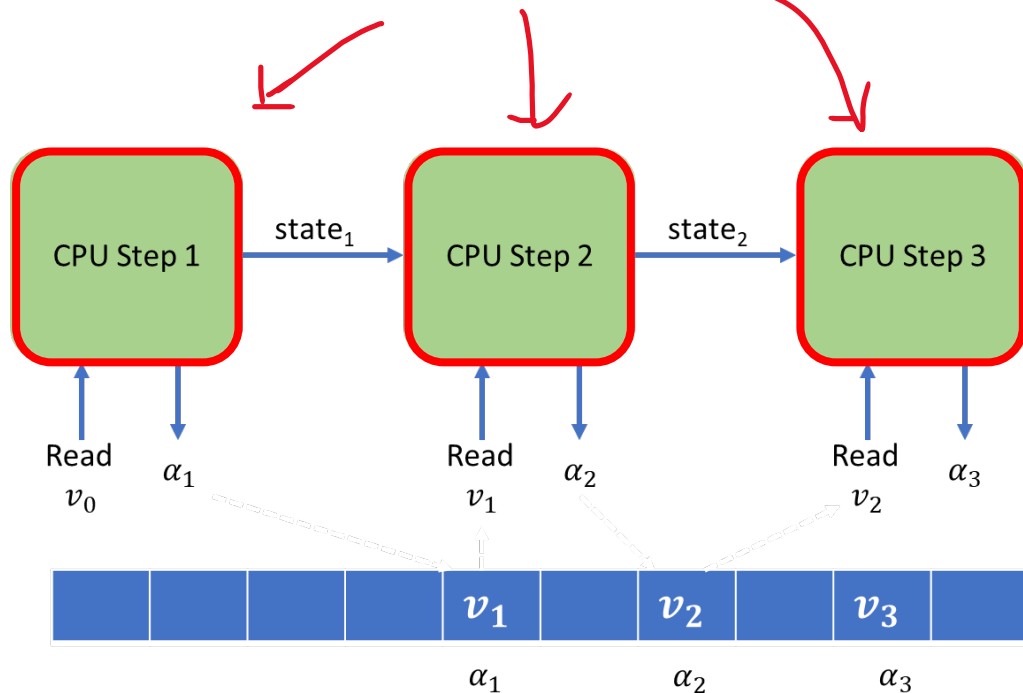 state₁
state₂
CPU Step 1
CPU Step 2
CPU Step 3
Read
v₀
α₁
Read
v₁
α₂
Read
v₂
α₃
v₁
v₂
v₃
α₁
α₂
α₃